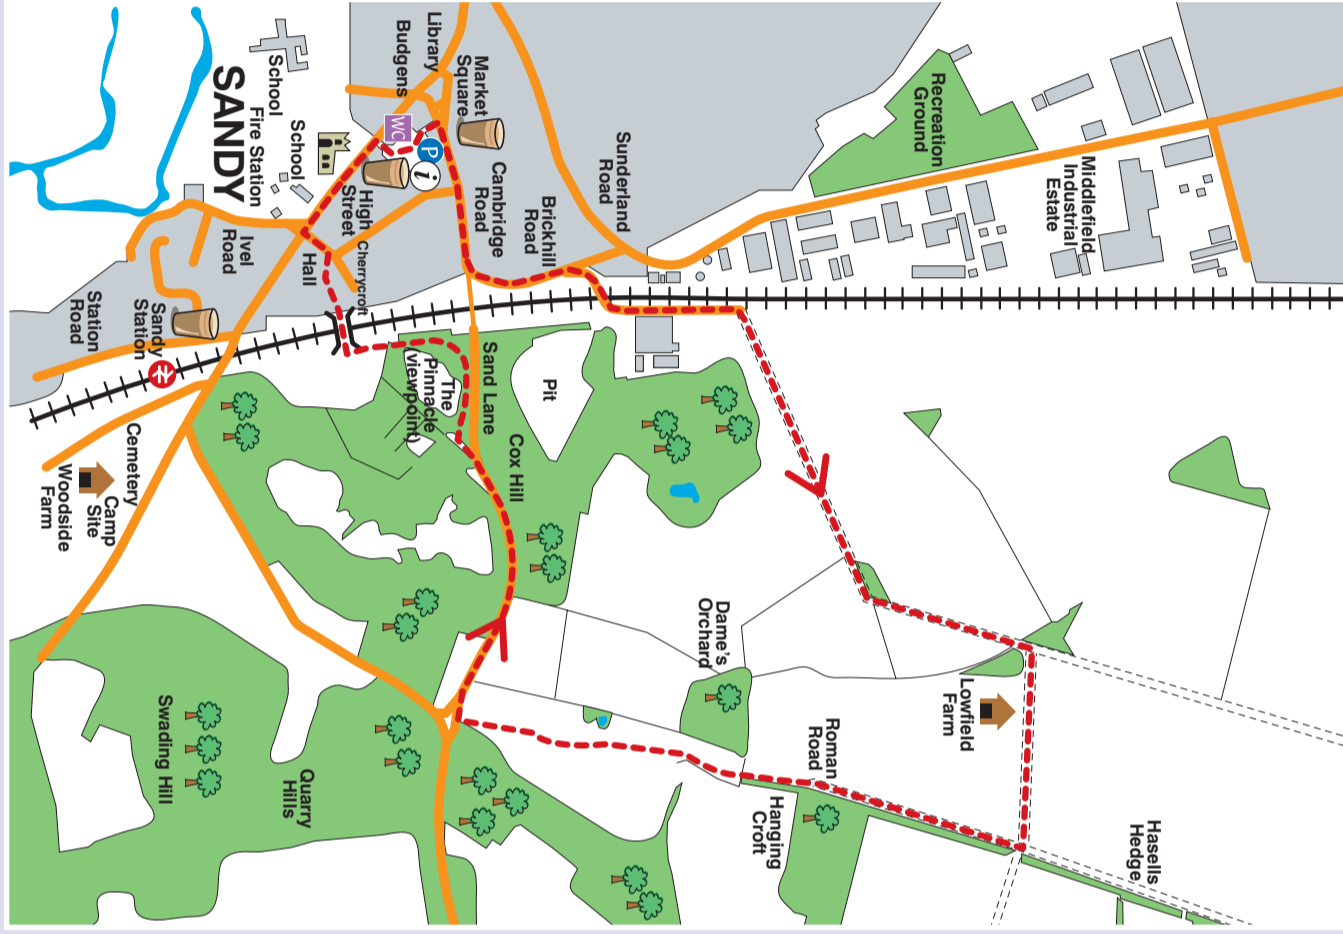 Library
Budgens
Market
Square
WC
P
i
School
SANDY
Fire Station
School
High
Street
Cherrycroft
Hall
Ivel
Road
Cambridge
Road
Brickhill
Road
Sunderland
Road
Recreation
Ground
Middlefield
Industrial
Estate
Station
Road
Sandy
Station
The
Pinnacle
(viewpoint)
Sand Lane
Pit
Cox Hill
Cemetery
Camp
Site
Woodside
Farm
Dame's
Orchard
Lowfield
Farm
Roman
Road
Swading Hill
Quarry
Hills
Hanging
Croft
Hasells
Hedge